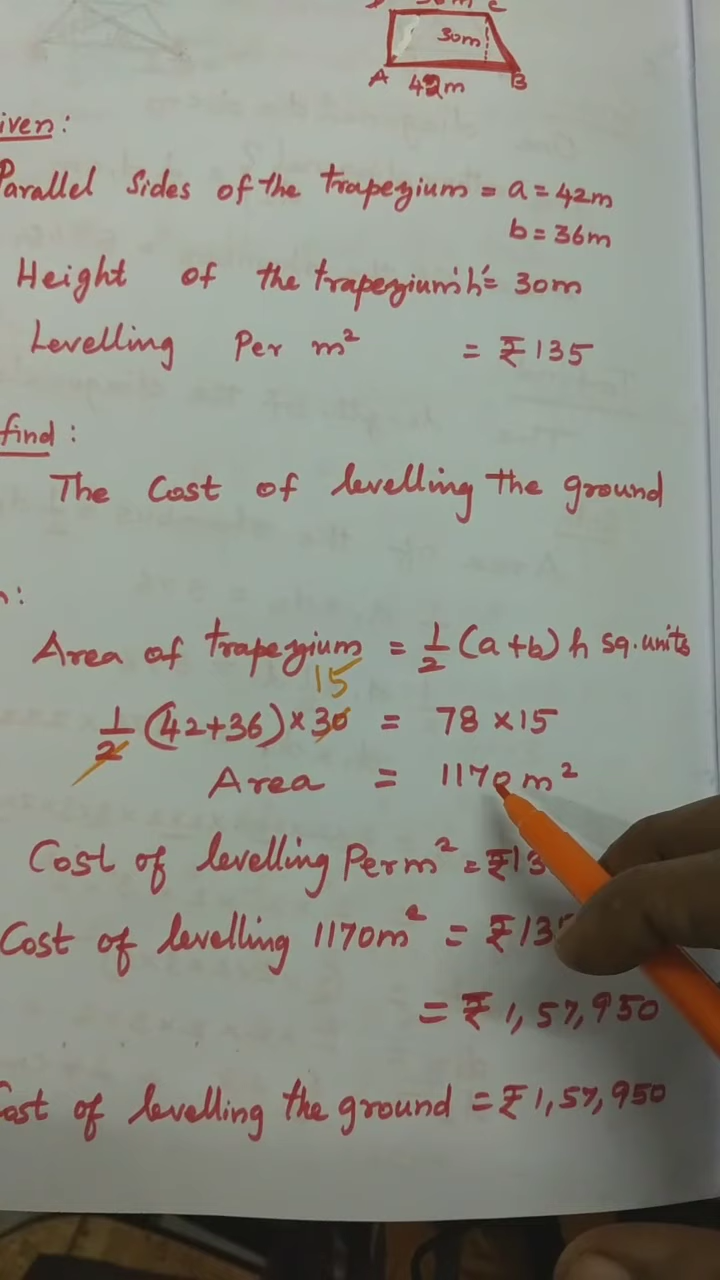 C
30m
A
B
42m
iven:
Parallel Sides of the trapezium = a = 42m
b = 36m
Height of the trapezium 'h' = 30m
Levelling Per m² = ₹135
find:
The Cost of levelling the ground
Area of trapezium = 1/2 (a+b) h sq.units
15
1/2 (42+36) × 30 = 78 × 15
Area = 1170 m²
Cost of levelling Per m² = ₹13
Cost of levelling 1170m² = ₹135
= ₹ 1,57,950
Cost of levelling the ground = ₹1,57,950